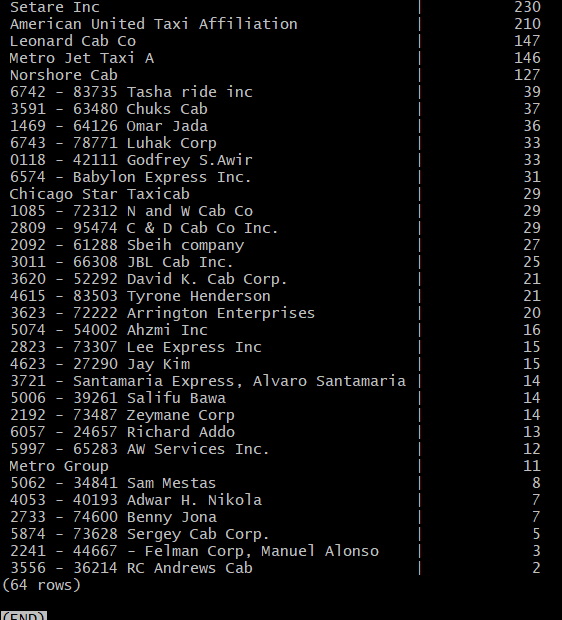 Setare Inc | 230
American United Taxi Affiliation | 210
Leonard Cab Co | 147
Metro Jet Taxi A | 146
Norshore Cab | 127
6742 - 83735 Tasha ride inc | 39
3591 - 63480 Chuks Cab | 37
1469 - 64126 Omar Jada | 36
6743 - 78771 Luhak Corp | 33
0118 - 42111 Godfrey S.Awir | 33
6574 - Babylon Express Inc. | 31
Chicago Star Taxicab | 29
1085 - 72312 N and W Cab Co | 29
2809 - 95474 C & D Cab Co Inc. | 29
2092 - 61288 Sbeih company | 27
3011 - 66308 JBL Cab Inc. | 25
3620 - 52292 David K. Cab Corp. | 21
4615 - 83503 Tyrone Henderson | 21
3623 - 72222 Arrington Enterprises | 20
5074 - 54002 Ahzmi Inc | 16
2823 - 73307 Lee Express Inc | 15
4623 - 27290 Jay Kim | 15
3721 - Santamaria Express, Alvaro Santamaria | 14
5006 - 39261 Salifu Bawa | 14
2192 - 73487 Zeymane Corp | 14
6057 - 24657 Richard Addo | 13
5997 - 65283 AW Services Inc. | 12
Metro Group | 11
5062 - 34841 Sam Mestas | 8
4053 - 40193 Adwar H. Nikola | 7
2733 - 74600 Benny Jona | 7
5874 - 73628 Sergey Cab Corp. | 5
2241 - 44667 - Felman Corp, Manuel Alonso | 3
3556 - 36214 RC Andrews Cab | 2
(64 rows)
(END)